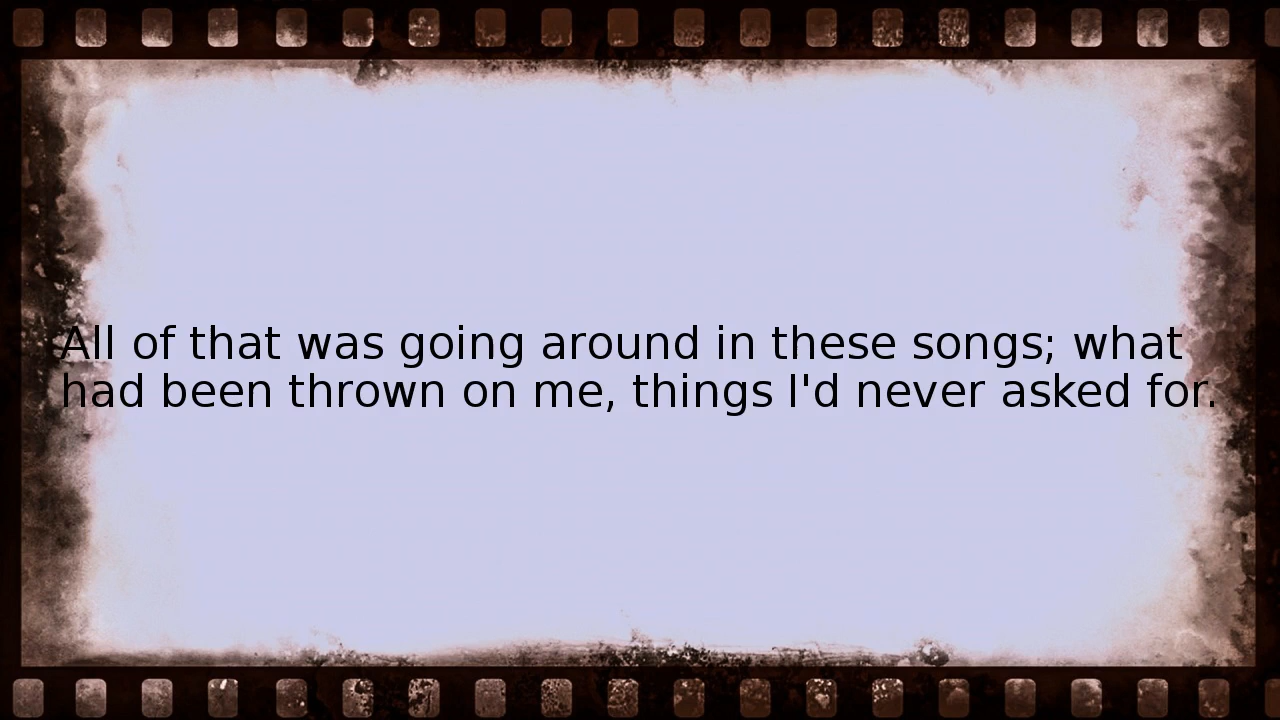 All of that was going around in these songs; what
had been thrown on me, things I'd never asked for.